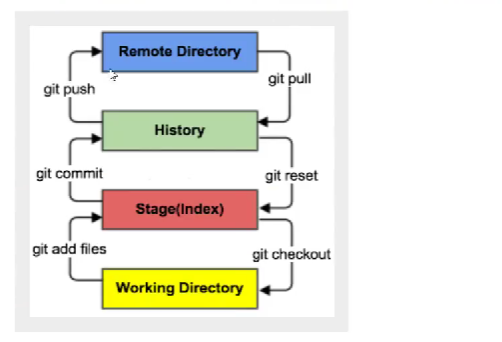 Remote Directory
git push
git pull
History
git commit
git reset
Stage(Index)
git add files
git checkout
Working Directory